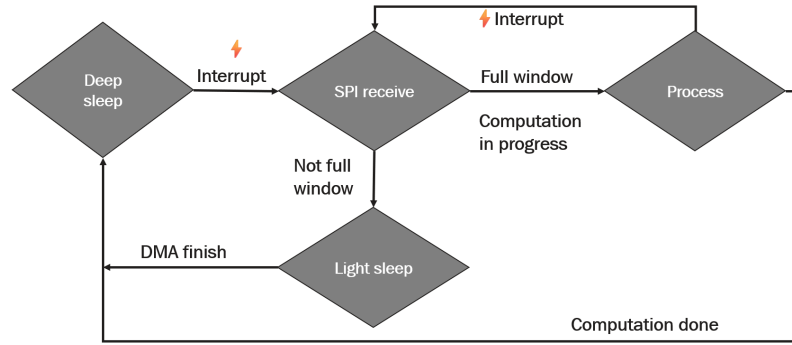 Interrupt
Deep
sleep
Interrupt
SPI receive
Full window
Process
Computation
in progress
Not full
window
DMA finish
Light sleep
Computation done